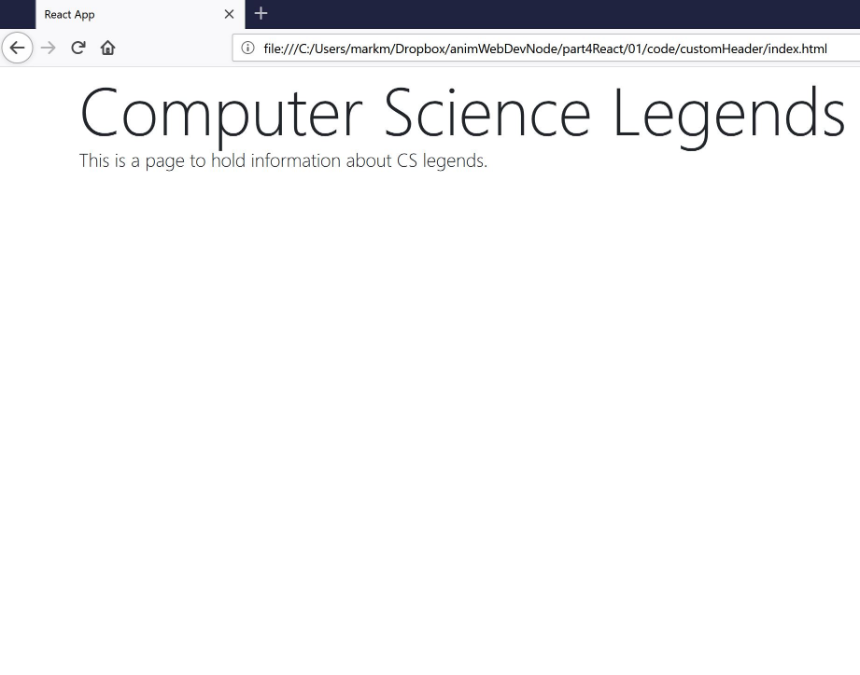 React App
file:///C:/Users/markm/Dropbox/animWebDevNode/part4React/01/code/customHeader/index.html
Computer Science Legends
This is a page to hold information about CS legends.